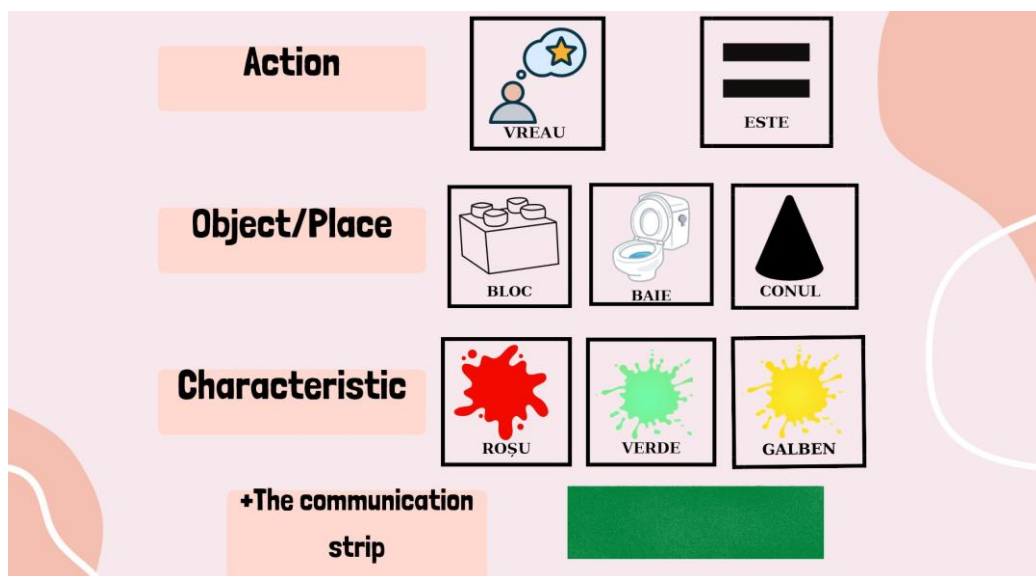 Action
VREAU
ESTE
Object/Place
BLOC
BAIE
CONUL
Characteristic
ROȘU
VERDE
GALBEN
+The communication
strip